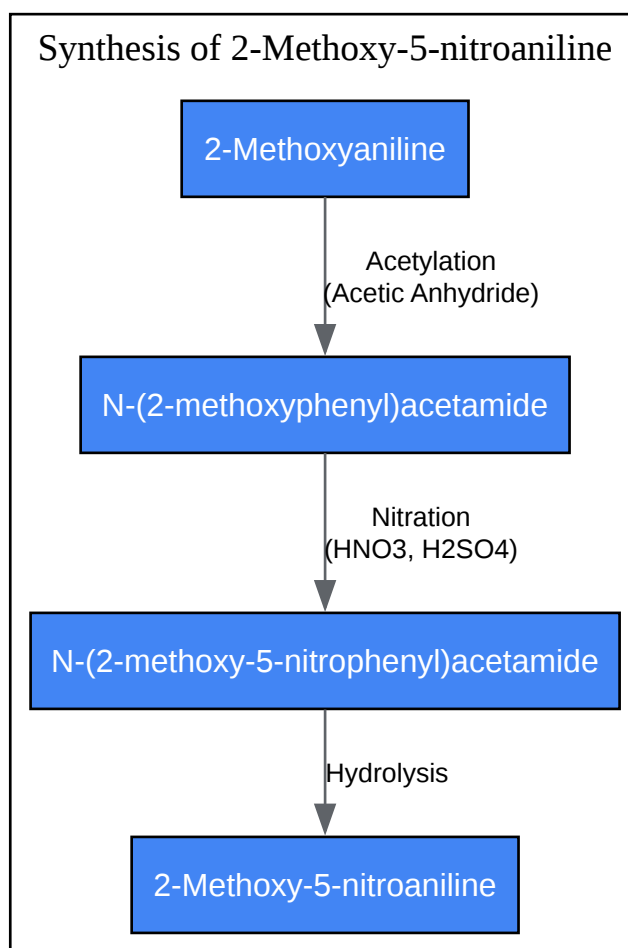 Synthesis of 2-Methoxy-5-nitroaniline
2-Methoxyaniline
Acetylation
(Acetic Anhydride)
N-(2-methoxyphenyl)acetamide
Nitration
(HNO3, H2SO4)
N-(2-methoxy-5-nitrophenyl)acetamide
Hydrolysis
2-Methoxy-5-nitroaniline